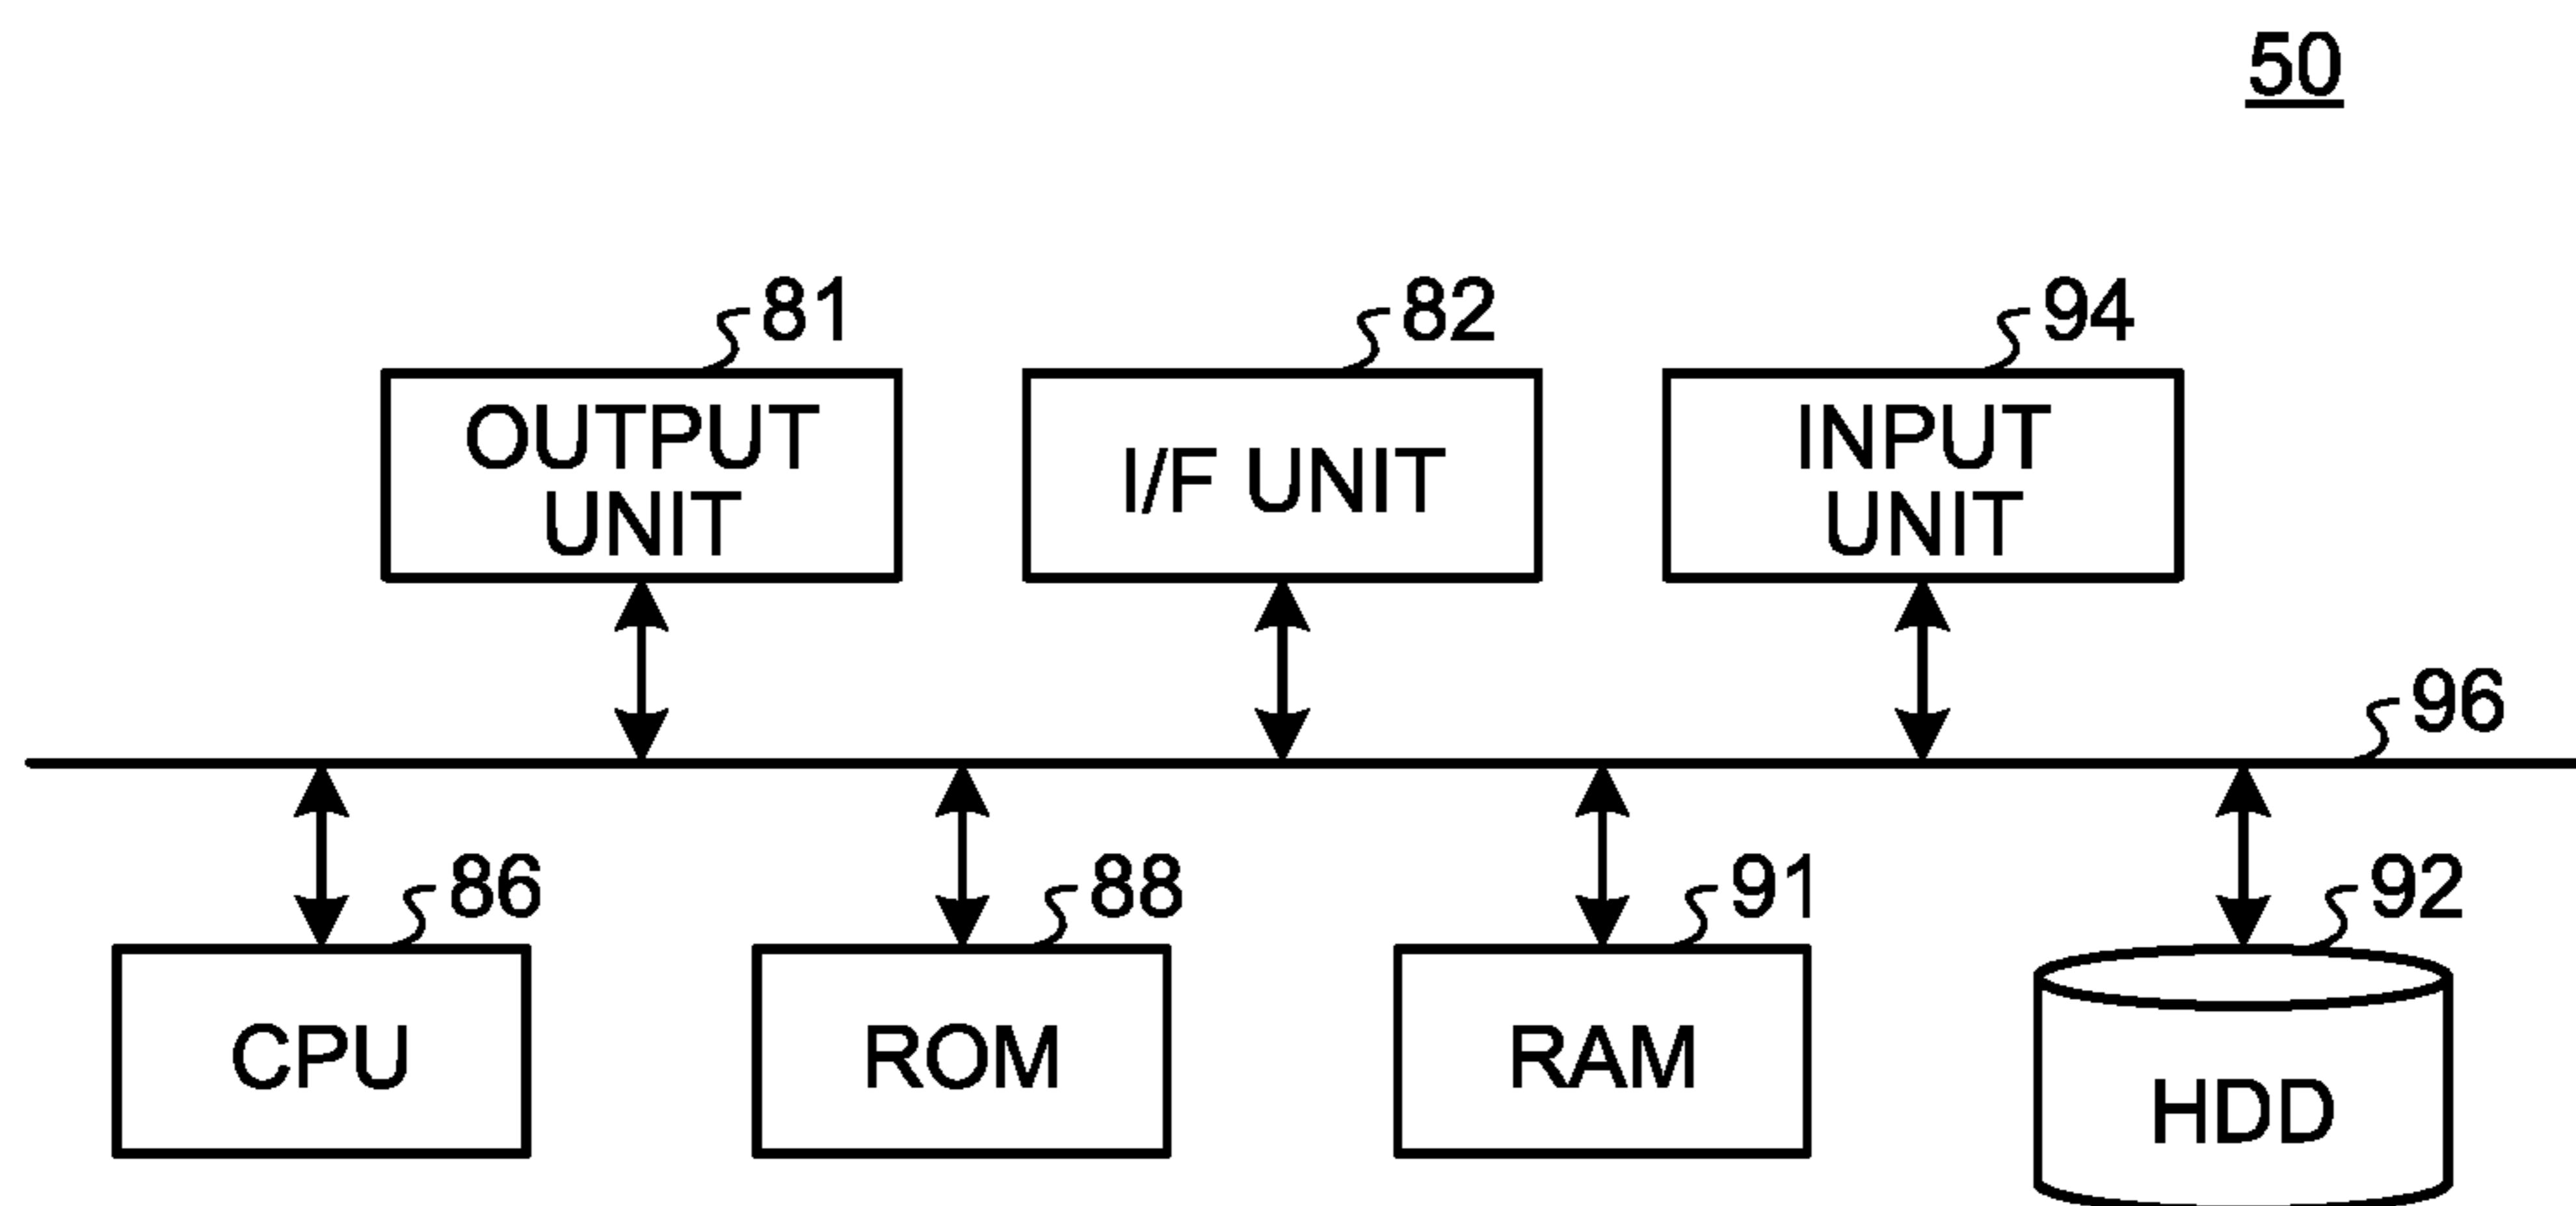 50
81
82
94
OUTPUT
UNIT
I/F UNIT
INPUT
UNIT
96
86
88
91
92
CPU
ROM
RAM
HDD